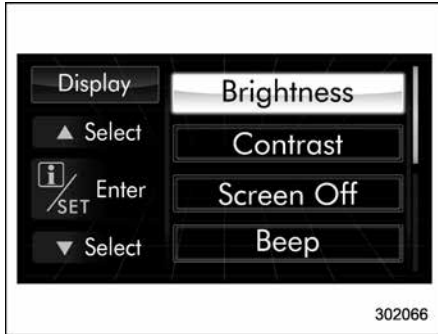 Display
▲ Select
i/SET Enter
▼ Select
Brightness
Contrast
Screen Off
Beep
302066